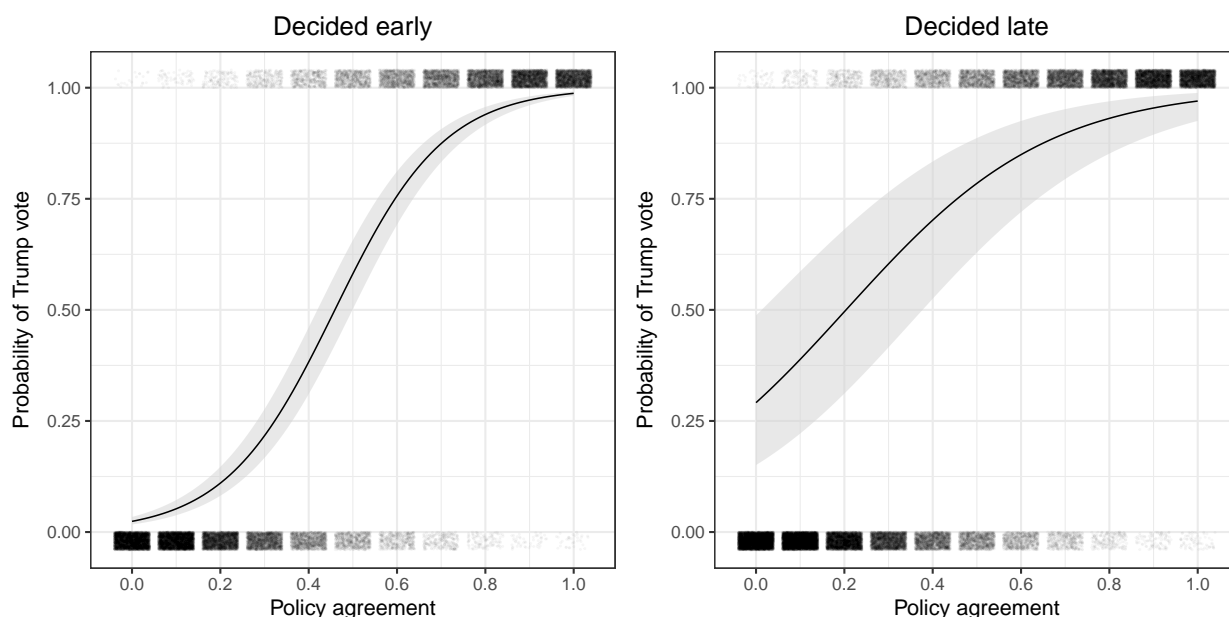 Decided early
Probability of Trump vote
1.00
0.75
0.50
0.25
0.00
0.0 0.2 0.4 0.6 0.8 1.0
Policy agreement
Decided late
Probability of Trump vote
1.00
0.75
0.50
0.25
0.00
0.0 0.2 0.4 0.6 0.8 1.0
Policy agreement